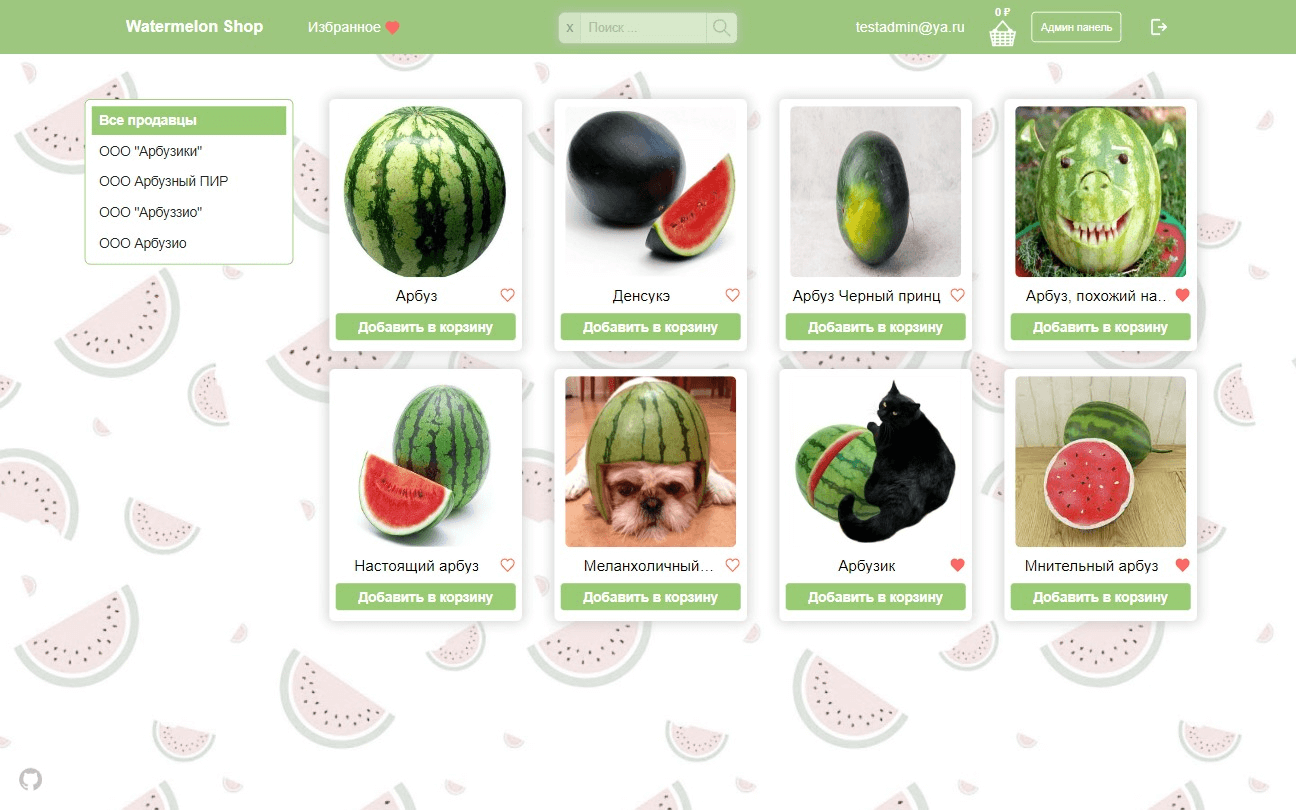 Watermelon Shop
Избранное
x
Поиск ...
testadmin@ya.ru
0 ₽
Админ панель
Все продавцы
ООО "Арбузики"
ООО Арбузный ПИР
ООО "Арбуззио"
ООО Арбузио
Арбуз
Добавить в корзину
Денсукэ
Добавить в корзину
Арбуз Черный принц
Добавить в корзину
Арбуз, похожий на..
Добавить в корзину
Настоящий арбуз
Добавить в корзину
Меланхоличный...
Добавить в корзину
Арбузик
Добавить в корзину
Мнительный арбуз
Добавить в корзину